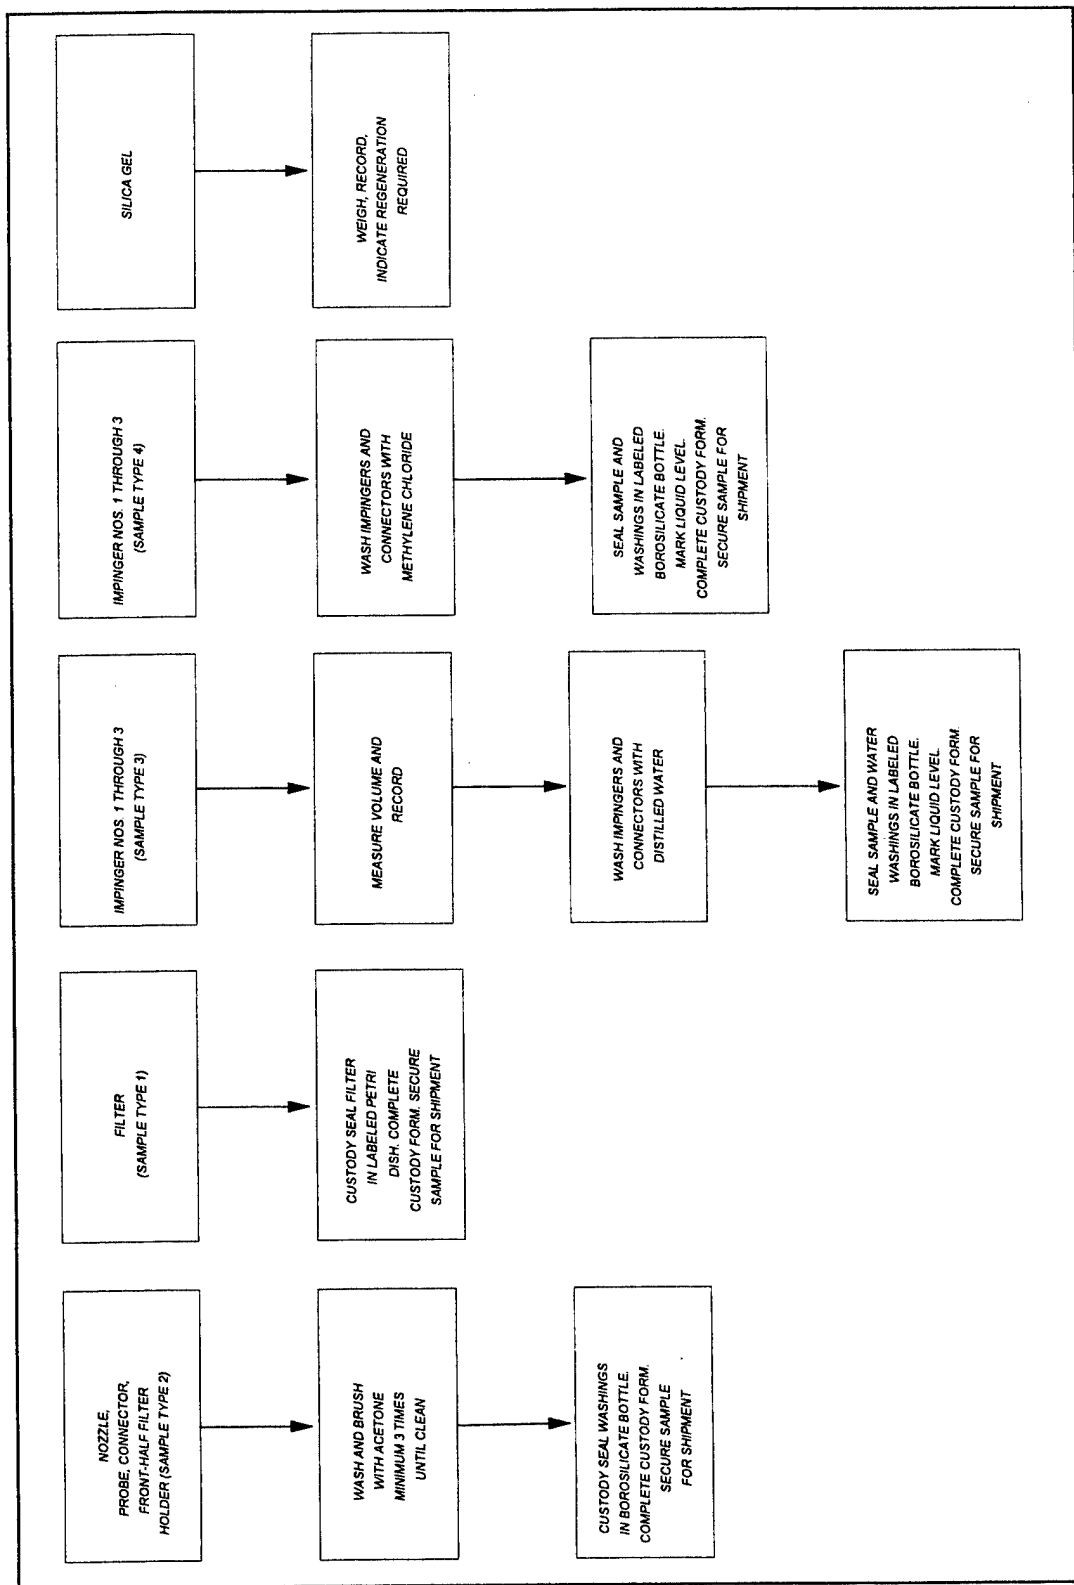 NOZZLE,
PROBE, CONNECTOR,
FRONT-HALF FILTER
HOLDER (SAMPLE TYPE 2)
WASH AND BRUSH
WITH ACETONE
MINIMUM 3 TIMES
UNTIL CLEAN
CUSTODY SEAL WASHINGS
IN BOROSILICATE BOTTLE.
COMPLETE CUSTODY FORM.
SECURE SAMPLE
FOR SHIPMENT
FILTER
(SAMPLE TYPE 1)
CUSTODY SEAL FILTER
IN LABELED PETRI
DISH. COMPLETE
CUSTODY FORM. SECURE
SAMPLE FOR SHIPMENT
IMPINGER NOS. 1 THROUGH 3
(SAMPLE TYPE 3)
MEASURE VOLUME AND
RECORD
WASH IMPINGERS AND
CONNECTORS WITH
DISTILLED WATER
SEAL SAMPLE AND WATER
WASHINGS IN LABELED
BOROSILICATE BOTTLE.
MARK LIQUID LEVEL.
COMPLETE CUSTODY FORM.
SECURE SAMPLE FOR
SHIPMENT
IMPINGER NOS. 1 THROUGH 3
(SAMPLE TYPE 4)
WASH IMPINGERS AND
CONNECTORS WITH
METHYLENE CHLORIDE
SEAL SAMPLE AND
WASHINGS IN LABELED
BOROSILICATE BOTTLE.
MARK LIQUID LEVEL.
COMPLETE CUSTODY FORM.
SECURE SAMPLE FOR
SHIPMENT
SILICA GEL
WEIGH, RECORD,
INDICATE REGENERATION
REQUIRED